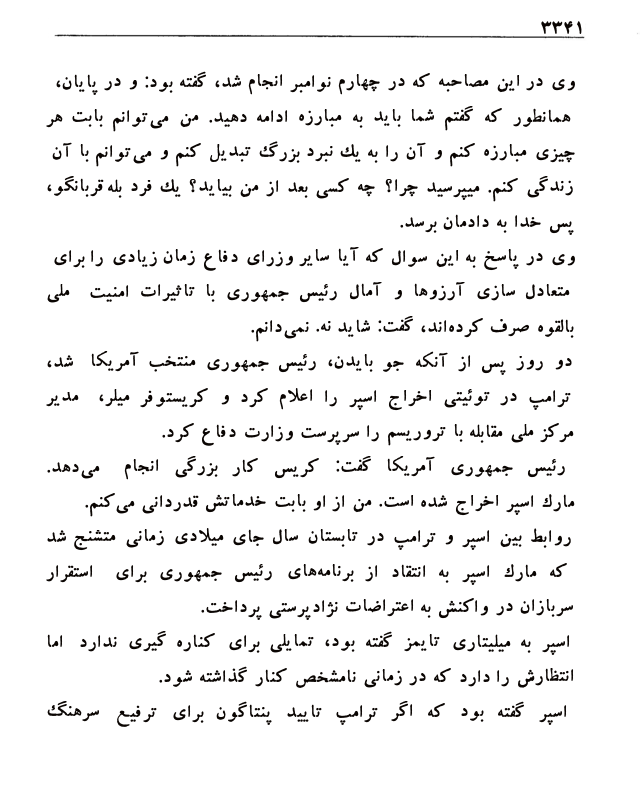 ۳۳۴۱
وی در این مصاحبه که در چهارم نوامبر انجام شد، گفته بود: و در پایان،
همانطور که گفتم شما باید به مبارزه ادامه دهید. من می‌توانم بابت هر
چیزی مبارزه کنم و آن را به یك نبرد بزرگ تبدیل کنم و می‌توانم با آن
زندگی کنم. میپرسید چرا؟ چه کسی بعد از من بیاید؟ یك فرد بله قربانگو،
پس خدا به دادمان برسد.
وی در پاسخ به این سوال که آیا سایر وزرای دفاع زمان زیادی را برای
متعادل سازی آرزوها و آمال رئیس جمهوری با تاثیرات امنیت ملی
بالقوه صرف کرده‌اند، گفت: شاید نه. نمی‌دانم.
دو روز پس از آنکه جو بایدن، رئیس جمهوری منتخب آمریکا شد،
ترامپ در توئیتی اخراج اسپر را اعلام کرد و کریستوفر میلر، مدیر
مرکز ملی مقابله با تروریسم را سرپرست وزارت دفاع کرد.
رئیس جمهوری آمریکا گفت: کریس کار بزرگی انجام می‌دهد.
مارك اسپر اخراج شده است. من از او بابت خدماتش قدردانی می‌کنم.
روابط بین اسپر و ترامپ در تابستان سال جای میلادی زمانی متشنج شد
که مارك اسپر به انتقاد از برنامه‌های رئیس جمهوری برای استقرار
سربازان در واکنش به اعتراضات نژادپرستی پرداخت.
اسپر به میلیتاری تایمز گفته بود، تمایلی برای کناره گیری ندارد اما
انتظارش را دارد که در زمانی نامشخص کنار گذاشته شود.
اسپر گفته بود که اگر ترامپ تایید پنتاگون برای ترفیع سرهنگ